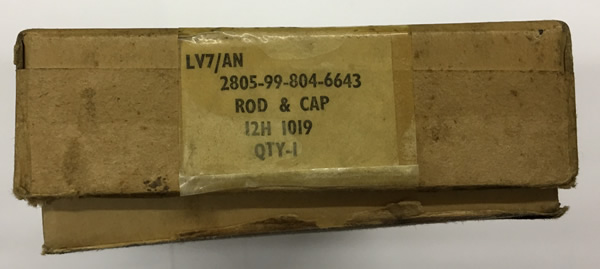 LV7/AN
2805-99-804-6643
ROD & CAP
12H 1019
QTY-1